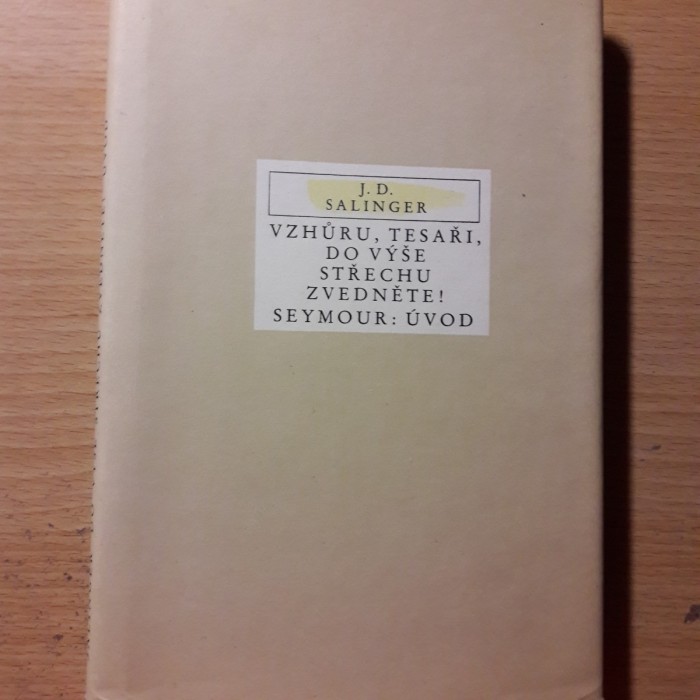 J. D.
SALINGER
VZHŮRU, TESAŘI,
DO VÝŠE
STŘECHU
ZVEDNĚTE!
SEYMOUR: ÚVOD